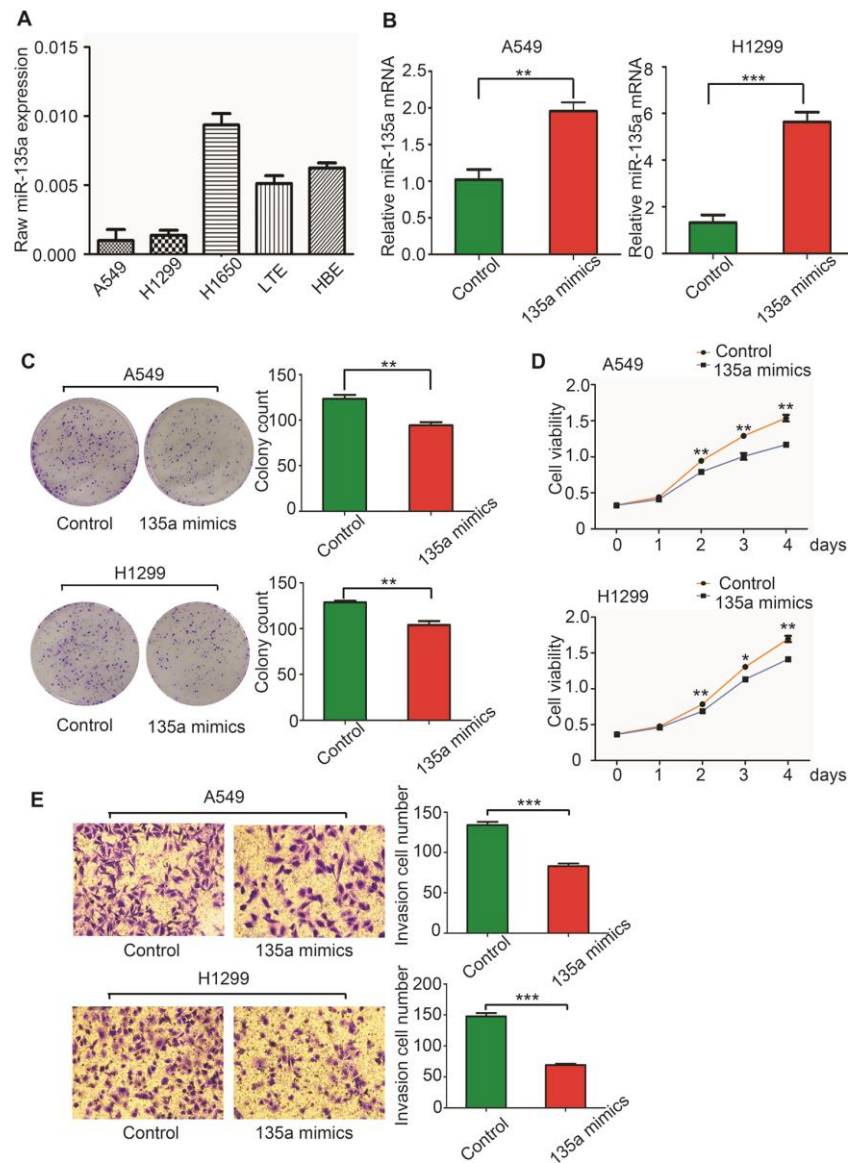 A
Raw miR-135a expression
0.015
0.010
0.005
0.000
A549
H1299
H1650
LTE
HBE
B
A549
Relative miR-135a mRNA
2.5
2.0
1.5
1.0
0.5
0.0
**
Control
135a mimics
H1299
Relative miR-135a mRNA
8
6
4
2
0
***
Control
135a mimics
C
A549
Control
135a mimics
Colony count
150
100
50
0
**
Control
135a mimics
H1299
Control
135a mimics
Colony count
150
100
50
0
**
Control
135a mimics
D
A549
Control
135a mimics
Cell viability
2.0
1.5
1.0
0.5
0.0
** ** **
0 1 2 3 4 days
H1299
Control
135a mimics
Cell viability
2.0
1.5
1.0
0.5
0.0
** * **
0 1 2 3 4 days
E
A549
Control
135a mimics
Invasion cell number
150
100
50
0
***
Control
135a mimics
H1299
Control
135a mimics
Invasion cell number
200
150
100
50
0
***
Control
135a mimics